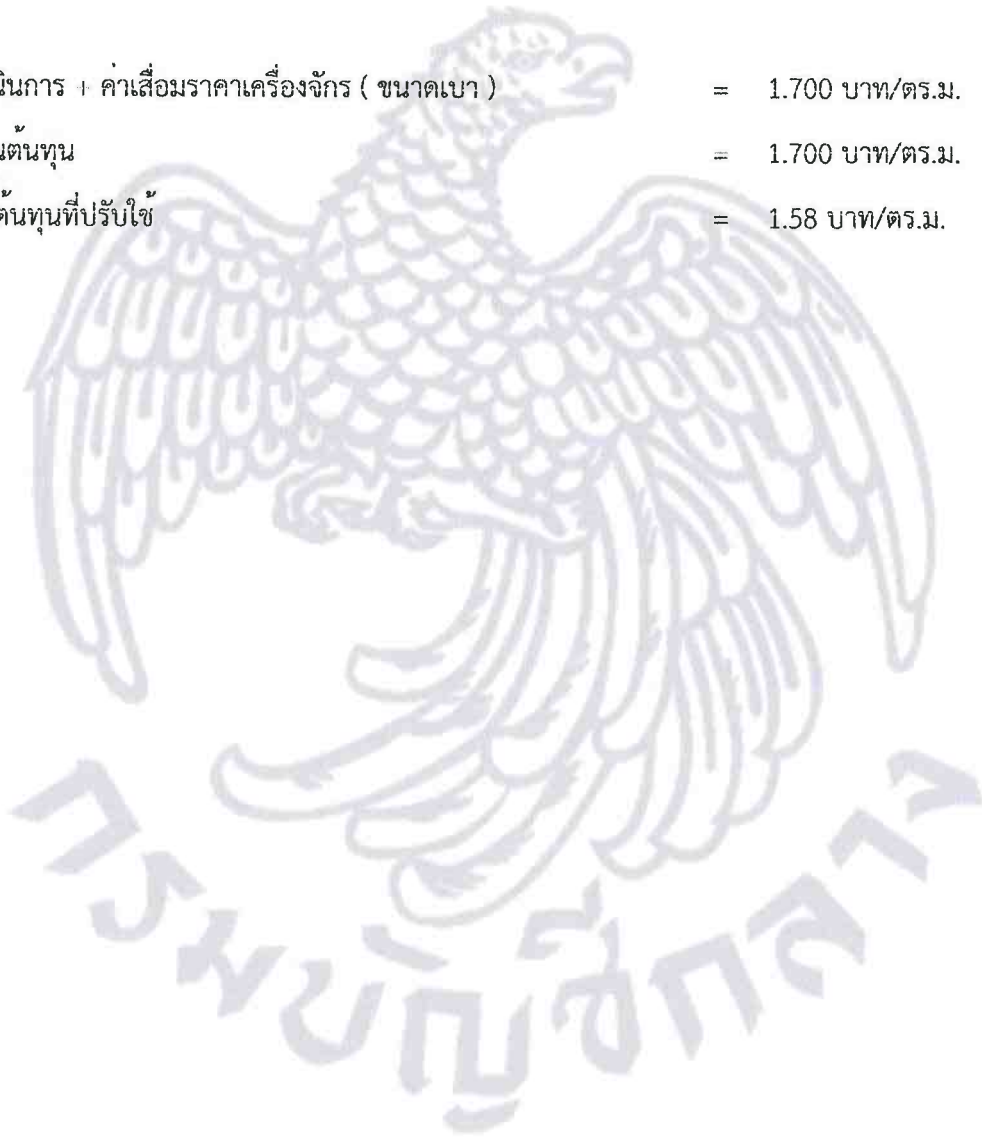 นินการ + ค่าเสื่อมราคาเครื่องจักร ( ขนาดเบา ) = 1.700 บาท/ตร.ม.
นต้นทุน = 1.700 บาท/ตร.ม.
ต้นทุนที่ปรับใช้ = 1.58 บาท/ตร.ม.
กรมบัญชีกลาง